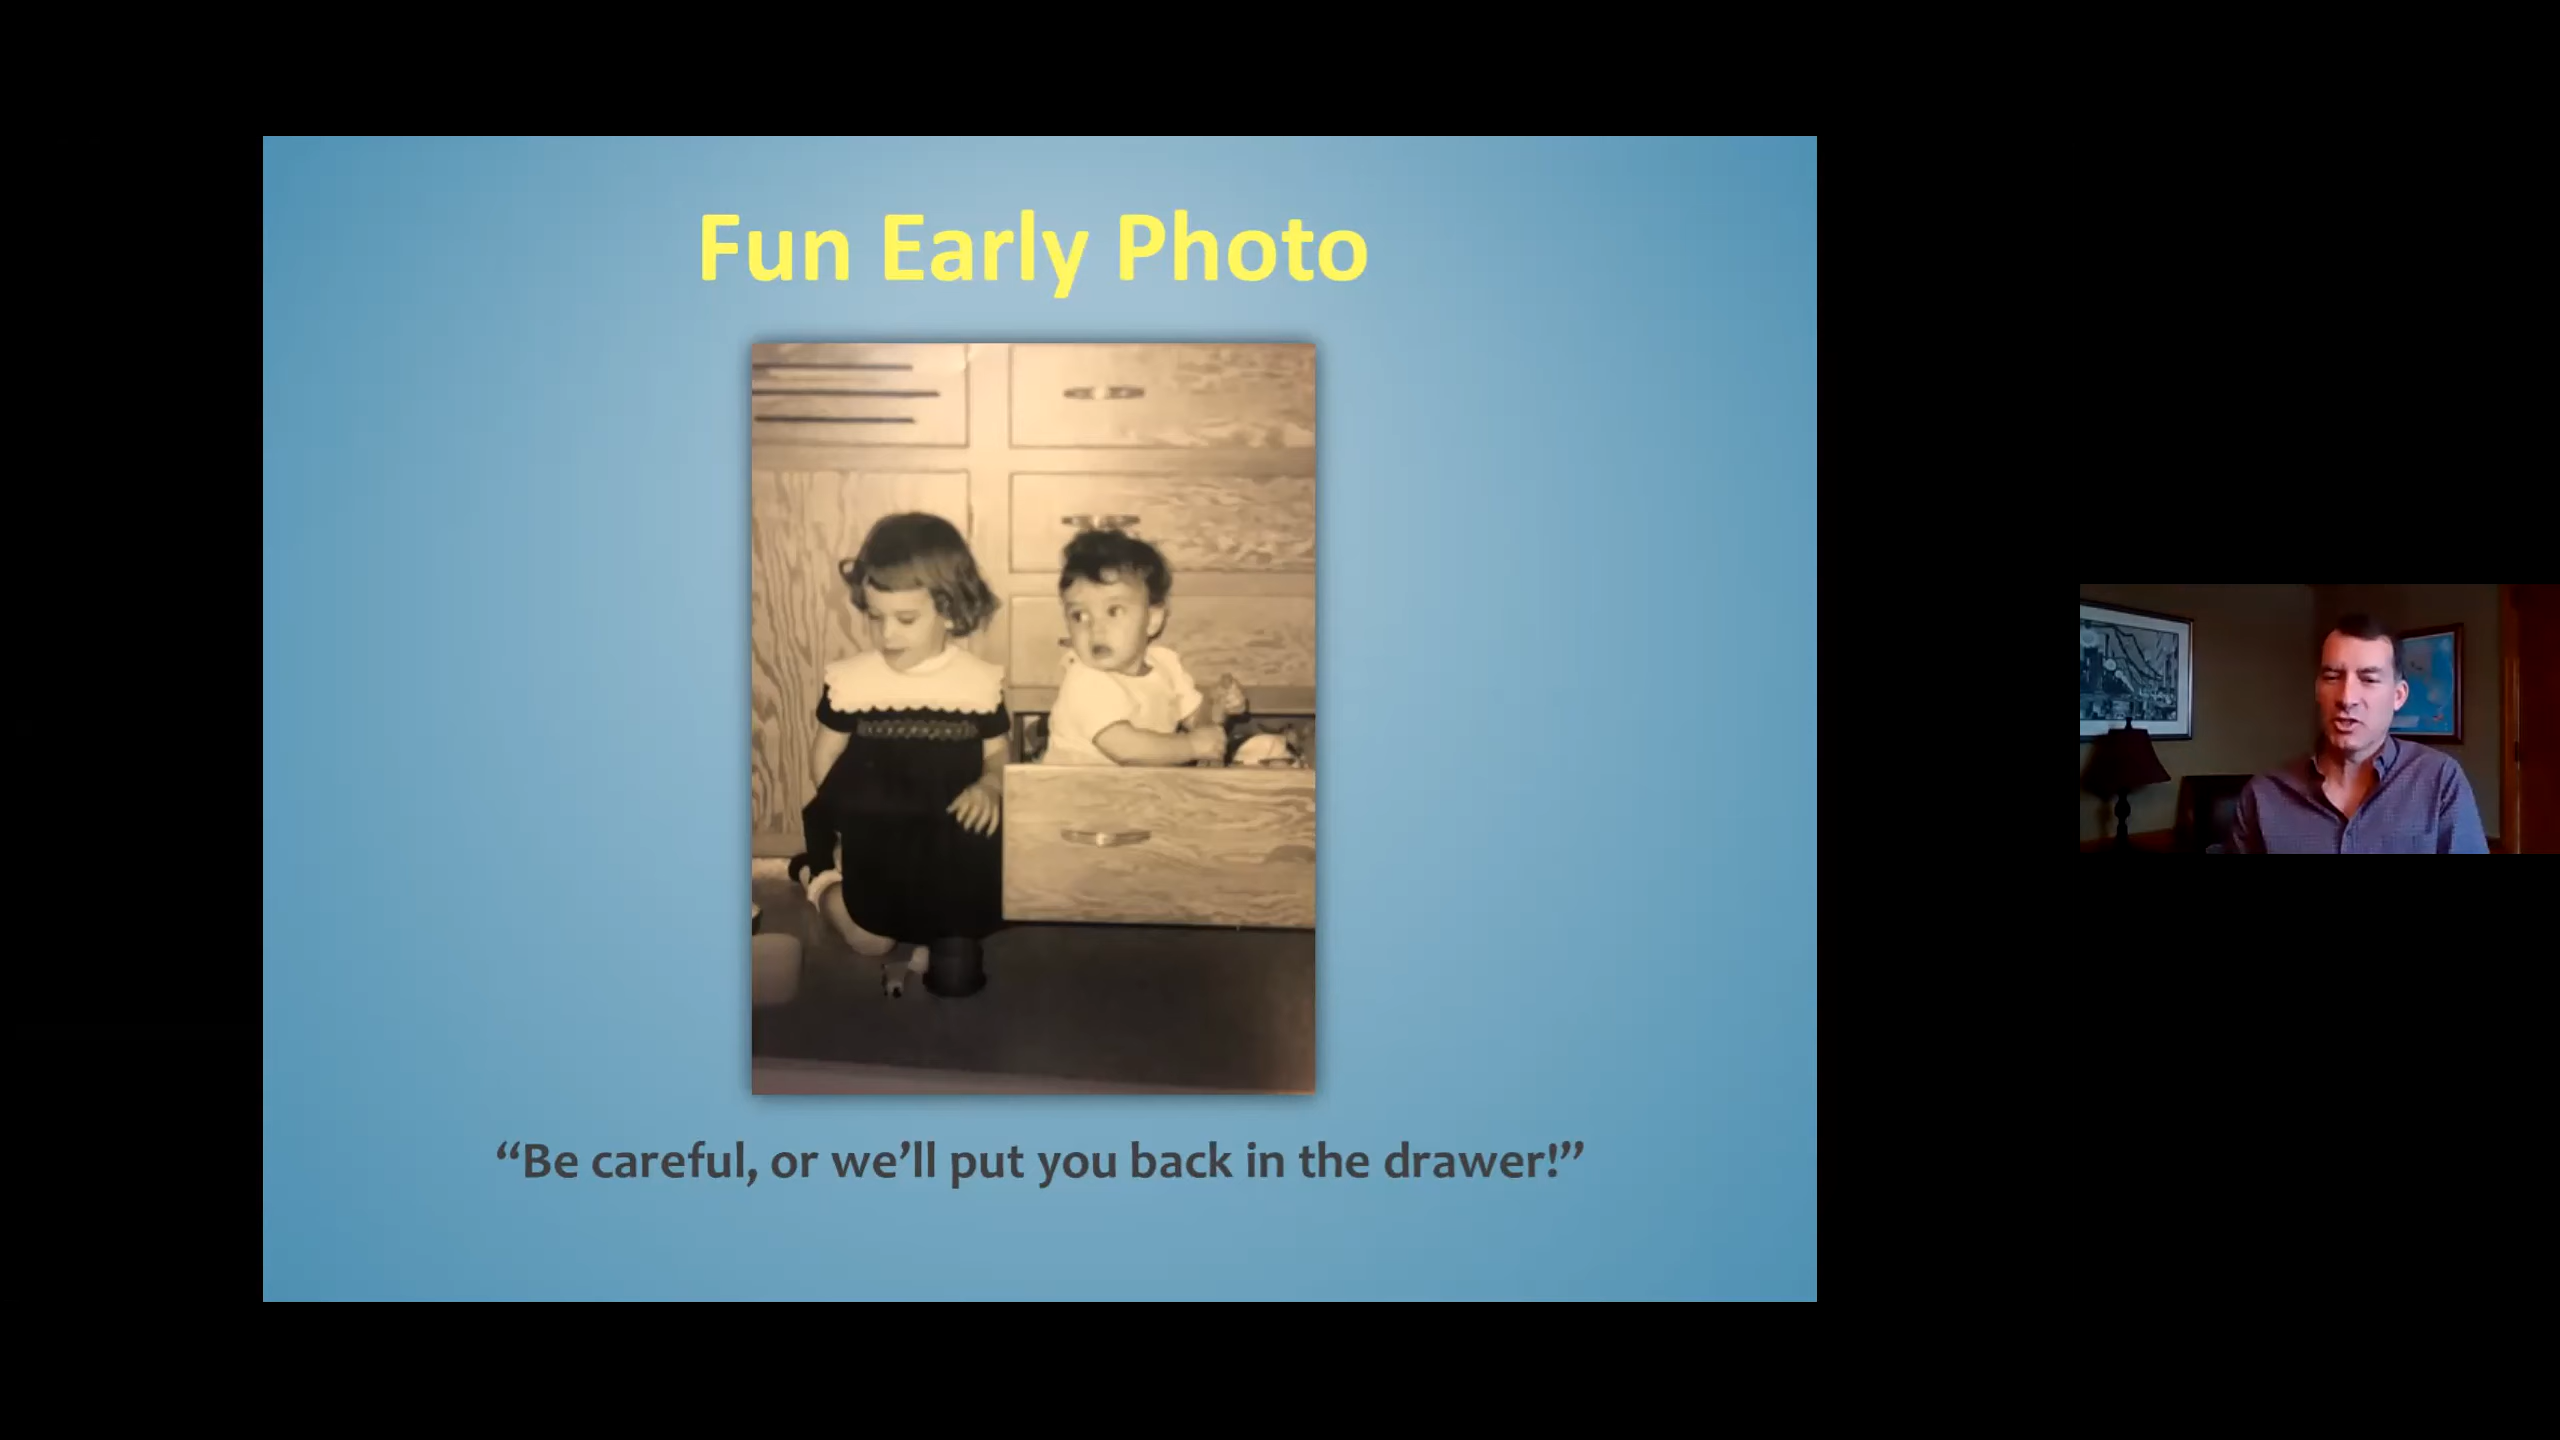 Fun Early Photo
“Be careful, or we’ll put you back in the drawer!”